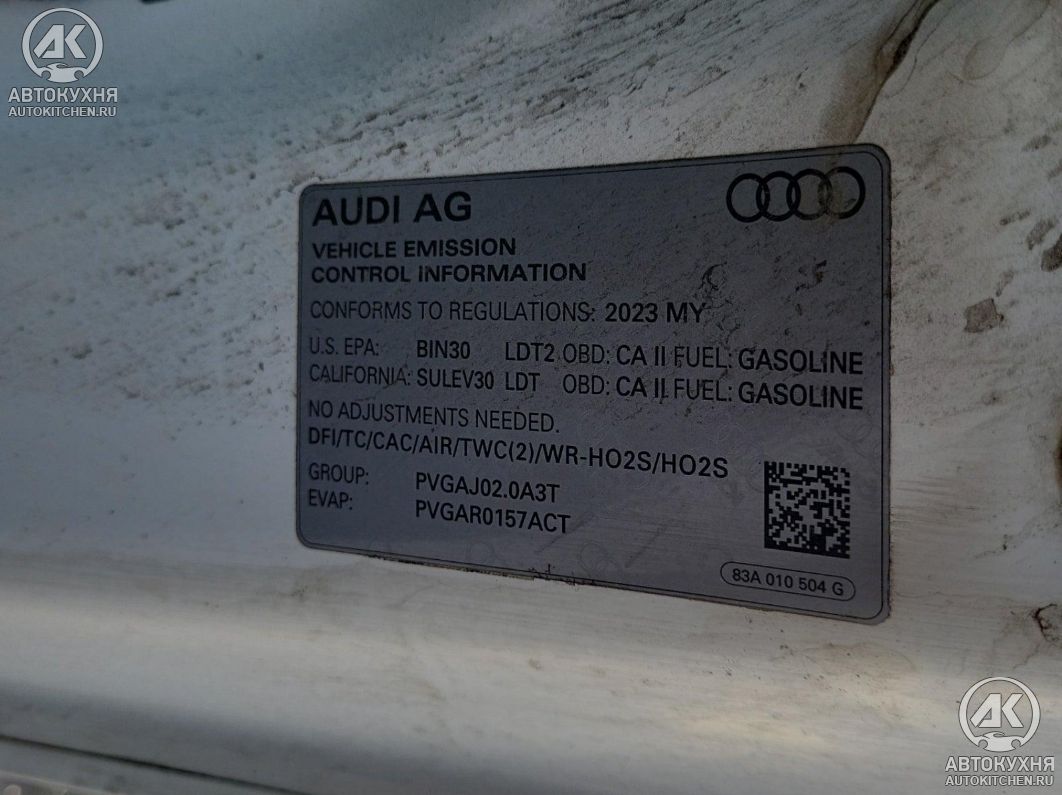 AK
АВТОКУХНЯ
AUTOKITCHEN.RU
AUDI AG
VEHICLE EMISSION
CONTROL INFORMATION
CONFORMS TO REGULATIONS: 2023 MY
U.S. EPA: BIN30 LDT2 OBD: CA II FUEL: GASOLINE
CALIFORNIA: SULEV30 LDT OBD: CA II FUEL: GASOLINE
NO ADJUSTMENTS NEEDED.
DFI/TC/CAC/AIR/TWC(2)/WR-HO2S/HO2S
GROUP: PVGAJ02.0A3T
EVAP: PVGAR0157ACT
83A 010 504 G
AK
АВТОКУХНЯ
AUTOKITCHEN.RU